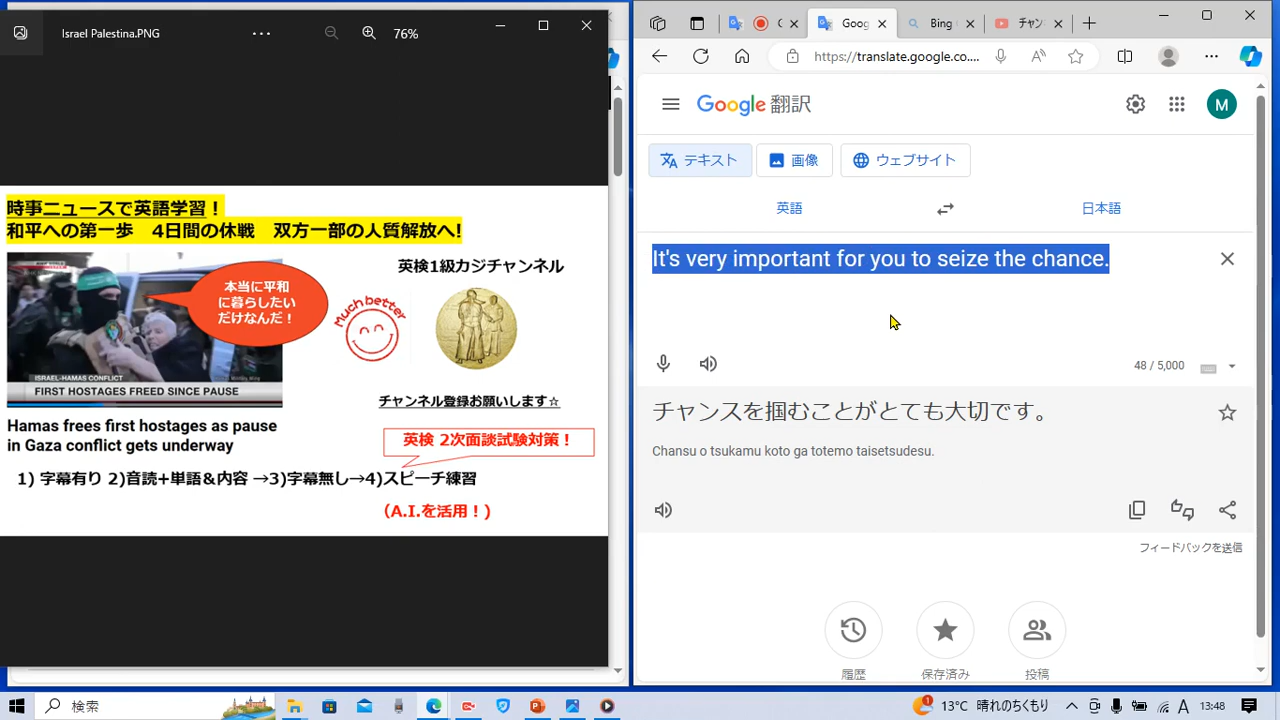 Israel Palestina.PNG
76%
時事ニュースで英語学習！
和平への第一歩　4日間の休戦　双方一部の人質解放へ!
本当に平和
に暮らしたい
だけなんだ！
英検1級カジチャンネル
Much better
ISRAEL-HAMAS CONFLICT
FIRST HOSTAGES FREED SINCE PAUSE
チャンネル登録お願いします☆
Hamas frees first hostages as pause
in Gaza conflict gets underway
英検 2次面談試験対策！
1) 字幕有り 2)音読+単語＆内容 →3)字幕無し→4)スピーチ練習
（A.I.を活用！）
Goog
Bing
チャン
https://translate.google.co....
Google 翻訳
M
テキスト
画像
ウェブサイト
英語
日本語
It's very important for you to seize the chance.
48 / 5,000
チャンスを掴むことがとても大切です。
Chansu o tsukamu koto ga totemo taisetsudesu.
フィードバックを送信
履歴
保存済み
投稿
検索
1
13°C 晴れのちくもり
A
13:48